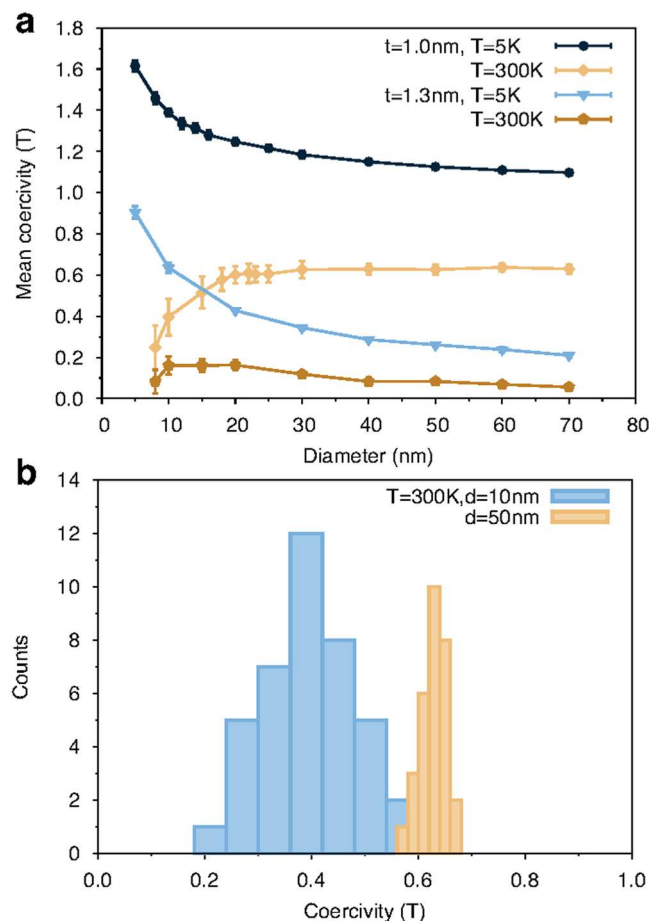 a
t=1.0nm, T=5K
T=300K
t=1.3nm, T=5K
T=300K
1.8
1.6
1.4
1.2
1.0
0.8
0.6
0.4
0.2
0.0
Mean coercivity (T)
0 10 20 30 40 50 60 70 80
Diameter (nm)
b
T=300K,d=10nm
d=50nm
14
12
10
8
6
4
2
0
Counts
0.0 0.2 0.4 0.6 0.8 1.0
Coercivity (T)